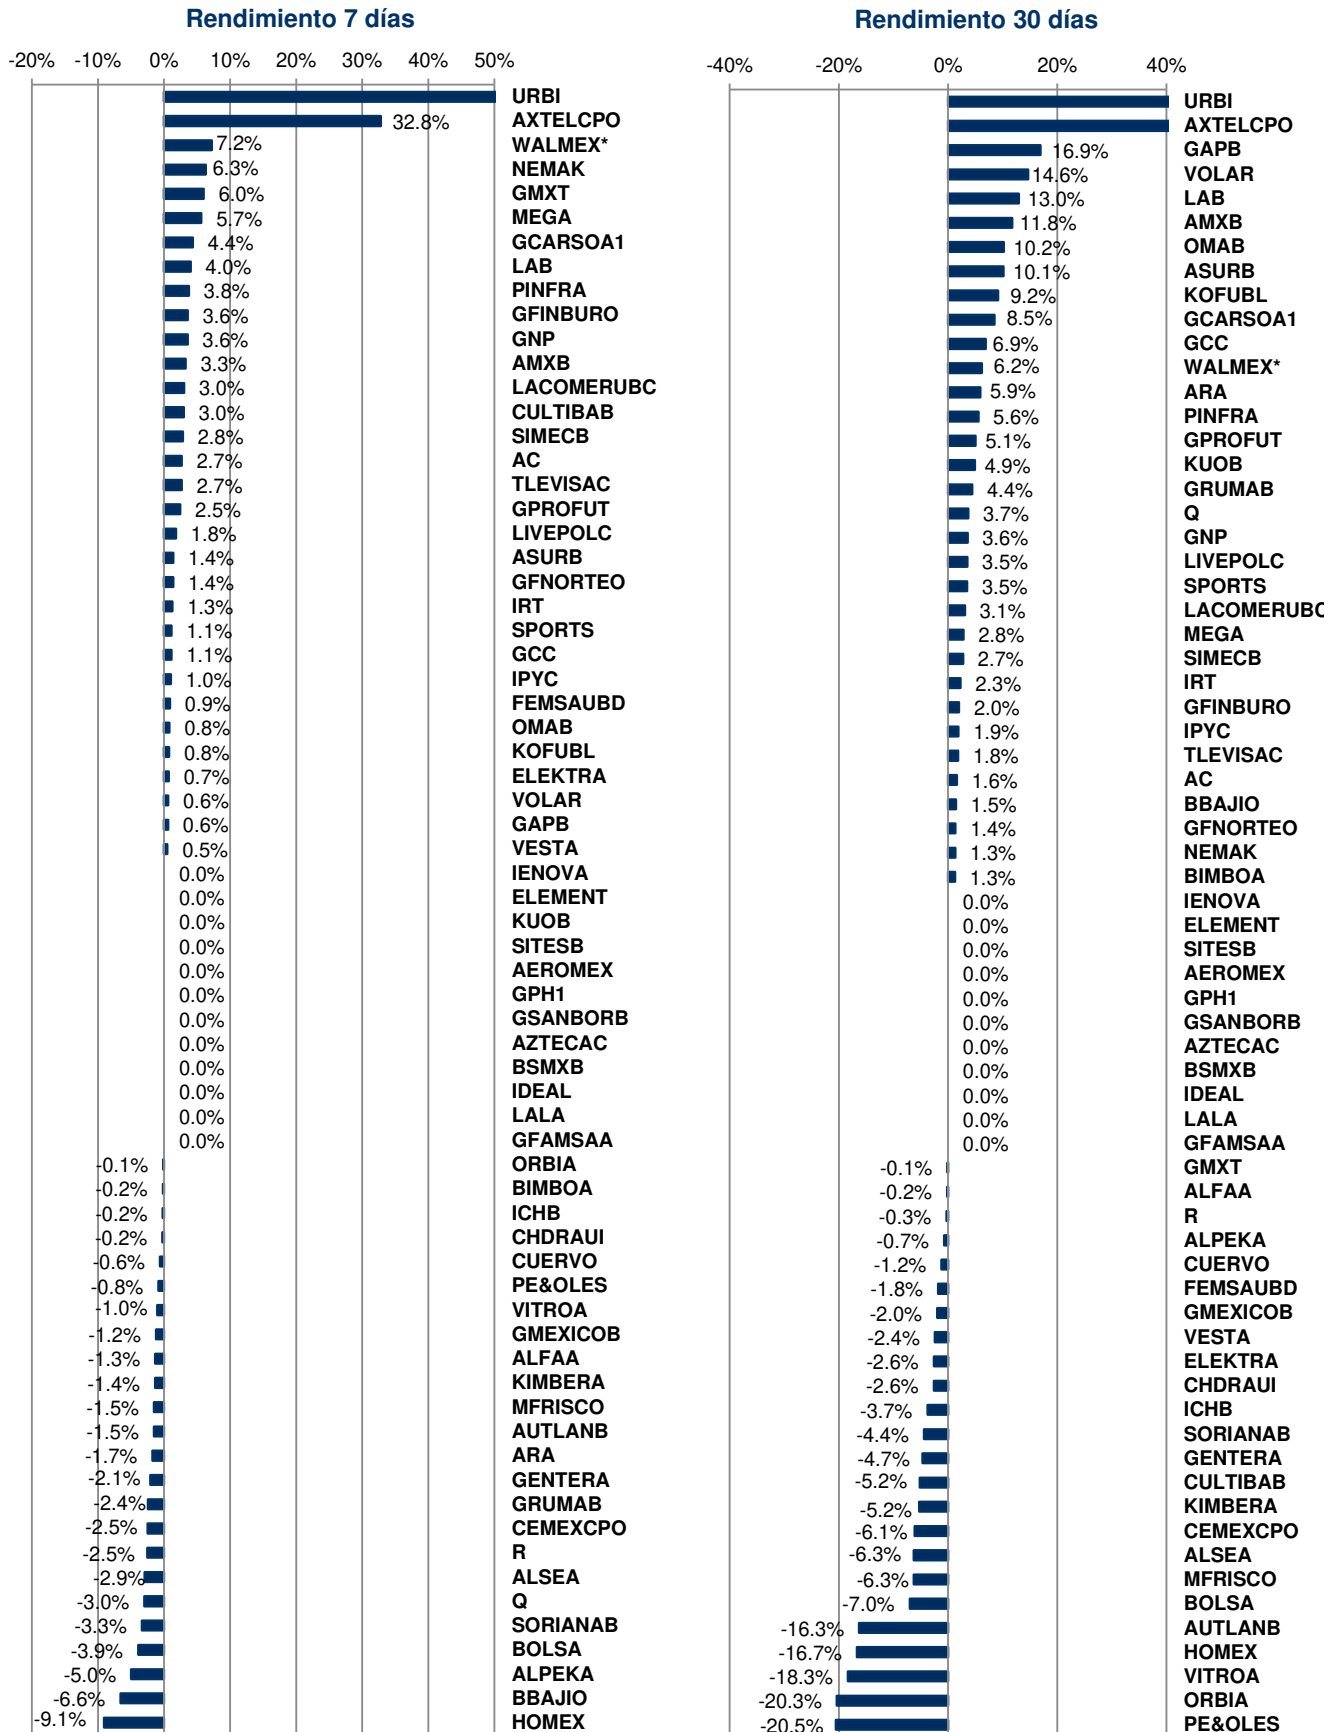 Rendimiento 7 días
-20% -10% 0% 10% 20% 30% 40% 50%
URBI
32.8% AXTELCPO
7.2% WALMEX*
6.3% NEMAK
6.0% GMXT
5.7% MEGA
4.4% GCARSOA1
4.0% LAB
3.8% PINFRA
3.6% GFINBURO
3.6% GNP
3.3% AMXB
3.0% LACOMERUBC
3.0% CULTIBAB
2.8% SIMECB
2.7% AC
2.7% TLEVISAC
2.5% GPROFUT
1.8% LIVEPOLC
1.4% ASURB
1.4% GFNORTEO
1.3% IRT
1.1% SPORTS
1.1% GCC
1.0% IPYC
0.9% FEMSAUBD
0.8% OMAB
0.8% KOFUBL
0.7% ELEKTRA
0.6% VOLAR
0.6% GAPB
0.5% VESTA
0.0% IENOVA
0.0% ELEMENT
0.0% KUOB
0.0% SITESB
0.0% AEROMEX
0.0% GPH1
0.0% GSANBORB
0.0% AZTECAC
0.0% BSMXB
0.0% IDEAL
0.0% LALA
0.0% GFAMSAA
-0.1% ORBIA
-0.2% BIMBOA
-0.2% ICHB
-0.2% CHDRAUI
-0.6% CUERVO
-0.8% PE&OLES
-1.0% VITROA
-1.2% GMEXICOB
-1.3% ALFAA
-1.4% KIMBERA
-1.5% MFRISCO
-1.5% AUTLANB
-1.7% ARA
-2.1% GENTERA
-2.4% GRUMAB
-2.5% CEMEXCPO
-2.5% R
-2.9% ALSEA
-3.0% Q
-3.3% SORIANAB
-3.9% BOLSA
-5.0% ALPEKA
-6.6% BBAJIO
-9.1% HOMEX
Rendimiento 30 días
-40% -20% 0% 20% 40%
URBI
AXTELCPO
16.9% GAPB
14.6% VOLAR
13.0% LAB
11.8% AMXB
10.2% OMAB
10.1% ASURB
9.2% KOFUBL
8.5% GCARSOA1
6.9% GCC
6.2% WALMEX*
5.9% ARA
5.6% PINFRA
5.1% GPROFUT
4.9% KUOB
4.4% GRUMAB
3.7% Q
3.6% GNP
3.5% LIVEPOLC
3.5% SPORTS
3.1% LACOMERUBC
2.8% MEGA
2.7% SIMECB
2.3% IRT
2.0% GFINBURO
1.9% IPYC
1.8% TLEVISAC
1.6% AC
1.5% BBAJIO
1.4% GFNORTEO
1.3% NEMAK
1.3% BIMBOA
0.0% IENOVA
0.0% ELEMENT
0.0% SITESB
0.0% AEROMEX
0.0% GPH1
0.0% GSANBORB
0.0% AZTECAC
0.0% BSMXB
0.0% IDEAL
0.0% LALA
0.0% GFAMSAA
-0.1% GMXT
-0.2% ALFAA
-0.3% R
-0.7% ALPEKA
-1.2% CUERVO
-1.8% FEMSAUBD
-2.0% GMEXICOB
-2.4% VESTA
-2.6% ELEKTRA
-2.6% CHDRAUI
-3.7% ICHB
-4.4% SORIANAB
-4.7% GENTERA
-5.2% CULTIBAB
-5.2% KIMBERA
-6.1% CEMEXCPO
-6.3% ALSEA
-6.3% MFRISCO
-7.0% BOLSA
-16.3% AUTLANB
-16.7% HOMEX
-18.3% VITROA
-20.3% ORBIA
-20.5% PE&OLES